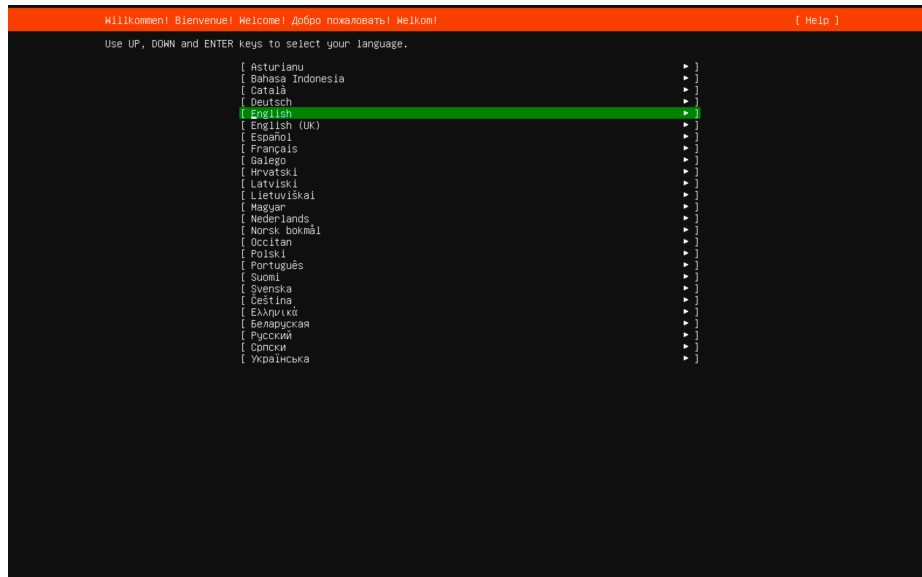 Willkommen! Bienvenue! Welcome! Добро пожаловать! Welkom! [ Help ]
Use UP, DOWN and ENTER keys to select your language.
[ Asturianu ► ]
[ Bahasa Indonesia ► ]
[ Català ► ]
[ Deutsch ► ]
[ English ► ]
[ English (UK) ► ]
[ Español ► ]
[ Français ► ]
[ Galego ► ]
[ Hrvatski ► ]
[ Latviski ► ]
[ Lietuviškai ► ]
[ Magyar ► ]
[ Nederlands ► ]
[ Norsk bokmål ► ]
[ Occitan ► ]
[ Polski ► ]
[ Português ► ]
[ Suomi ► ]
[ Svenska ► ]
[ Čeština ► ]
[ Ελληνικά ► ]
[ Беларуская ► ]
[ Русский ► ]
[ Српски ► ]
[ Українська ► ]